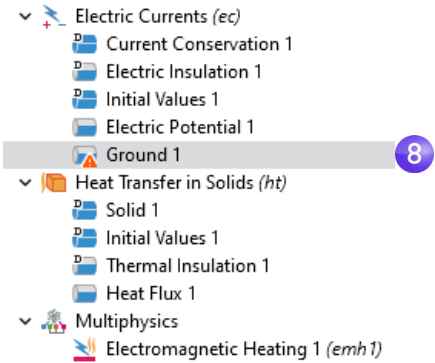 Electric Currents (ec)
Current Conservation 1
Electric Insulation 1
Initial Values 1
Electric Potential 1
Ground 1 8
Heat Transfer in Solids (ht)
Solid 1
Initial Values 1
Thermal Insulation 1
Heat Flux 1
Multiphysics
Electromagnetic Heating 1 (emh1)